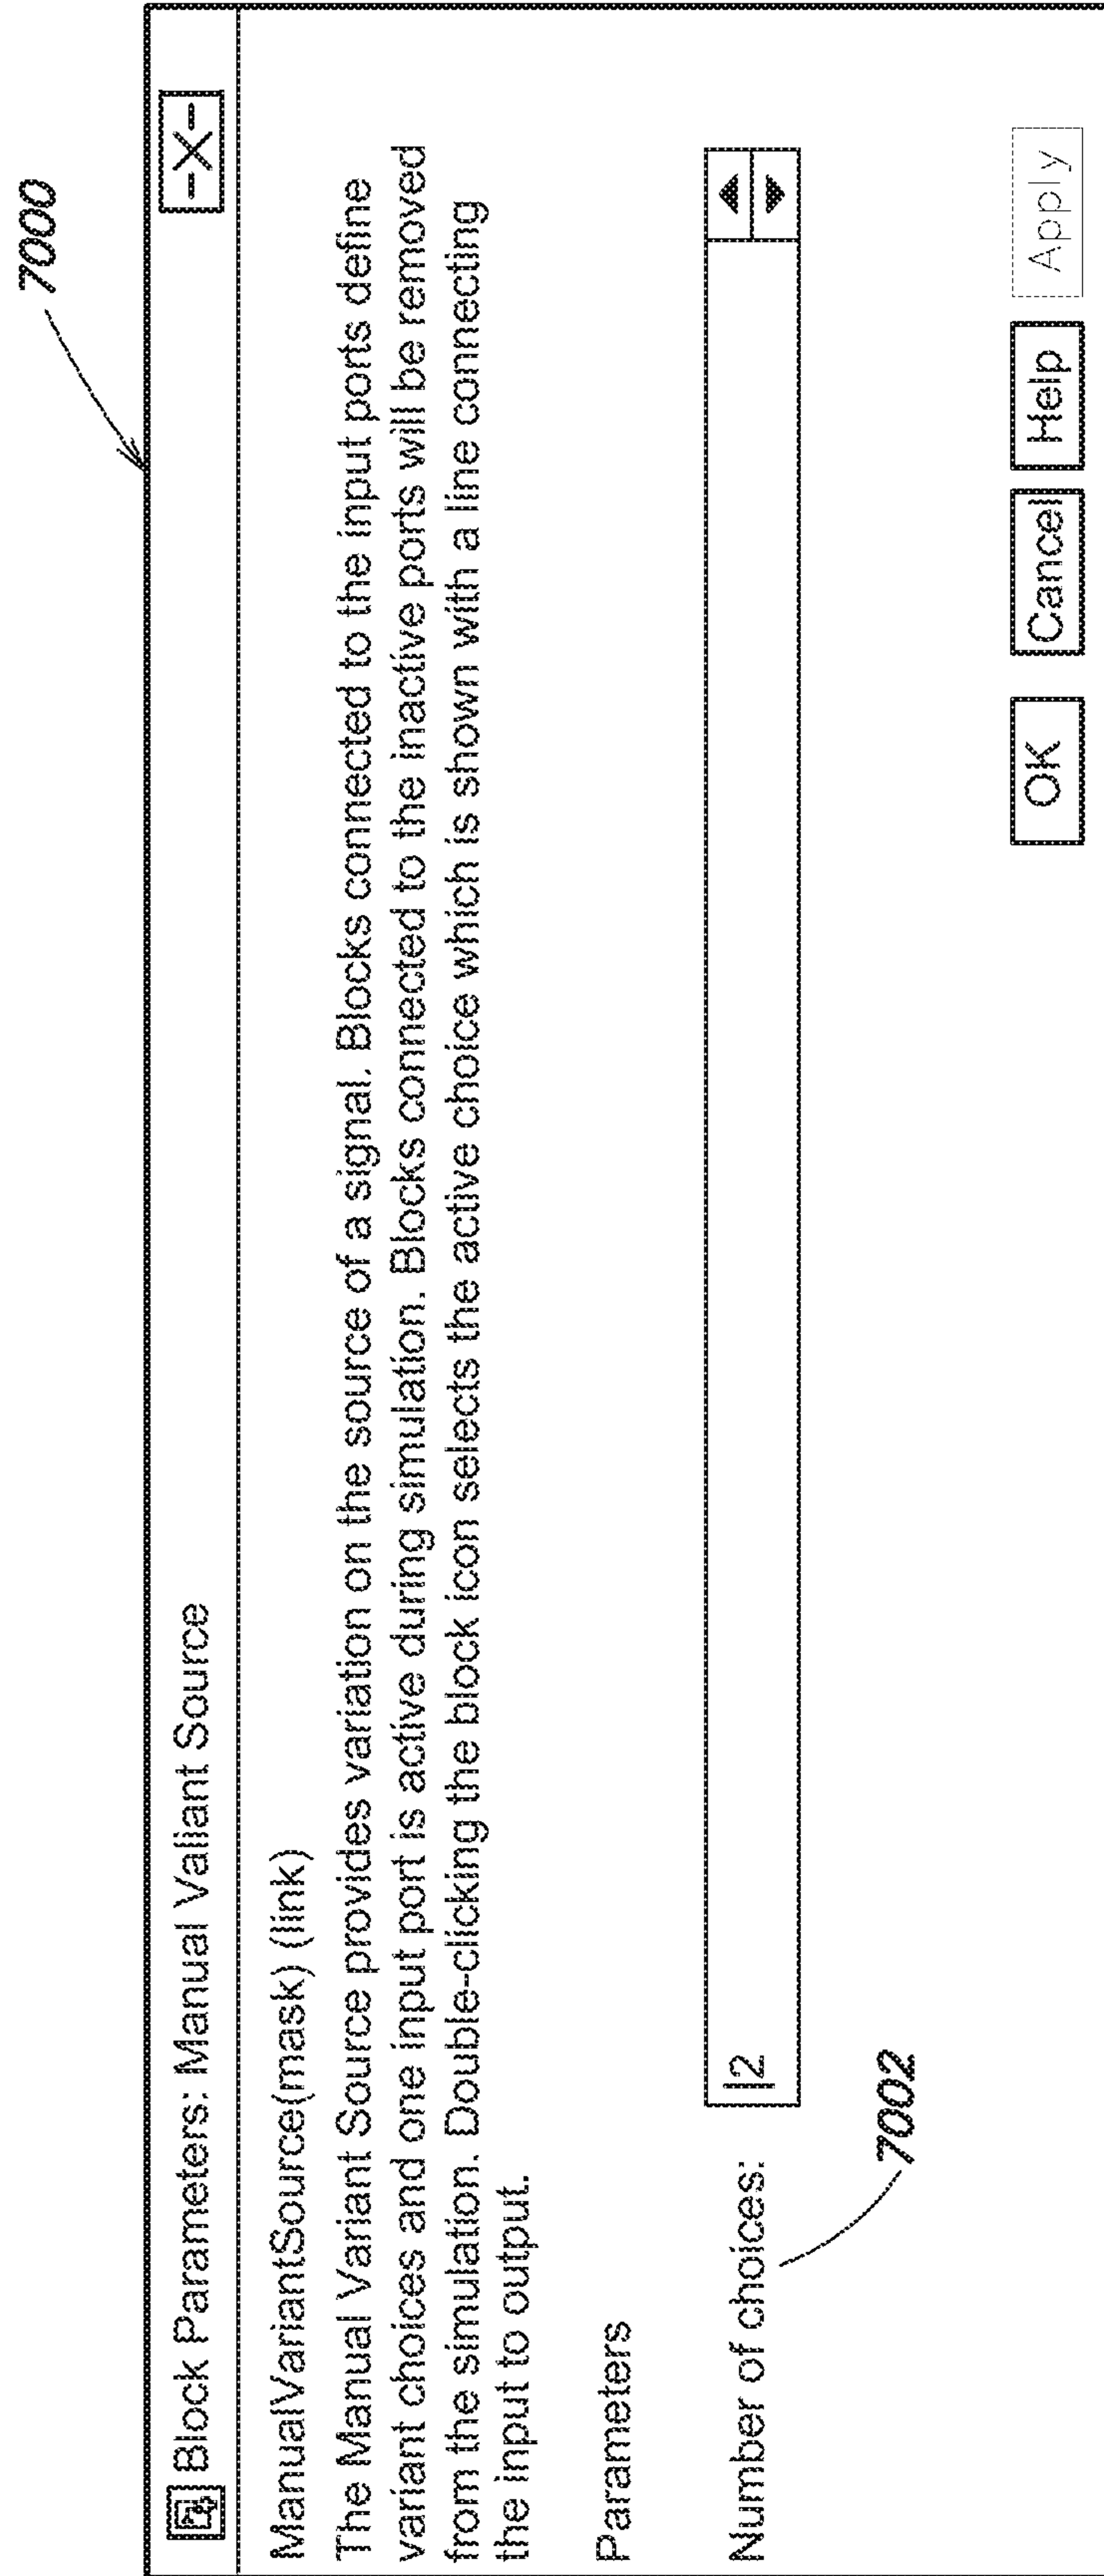 7000
Block Parameters: Manual Valiant Source
-X-
ManualVariantSource(mask) (link)
The Manual Variant Source provides variation on the source of a signal. Blocks connected to the input ports define
variant choices and one input port is active during simulation. Blocks connected to the inactive ports will be removed
from the simulation. Double-clicking the block icon selects the active choice which is shown with a line connecting
the input to output.
Parameters
Number of choices: |2
7002
OK Cancel Help Apply